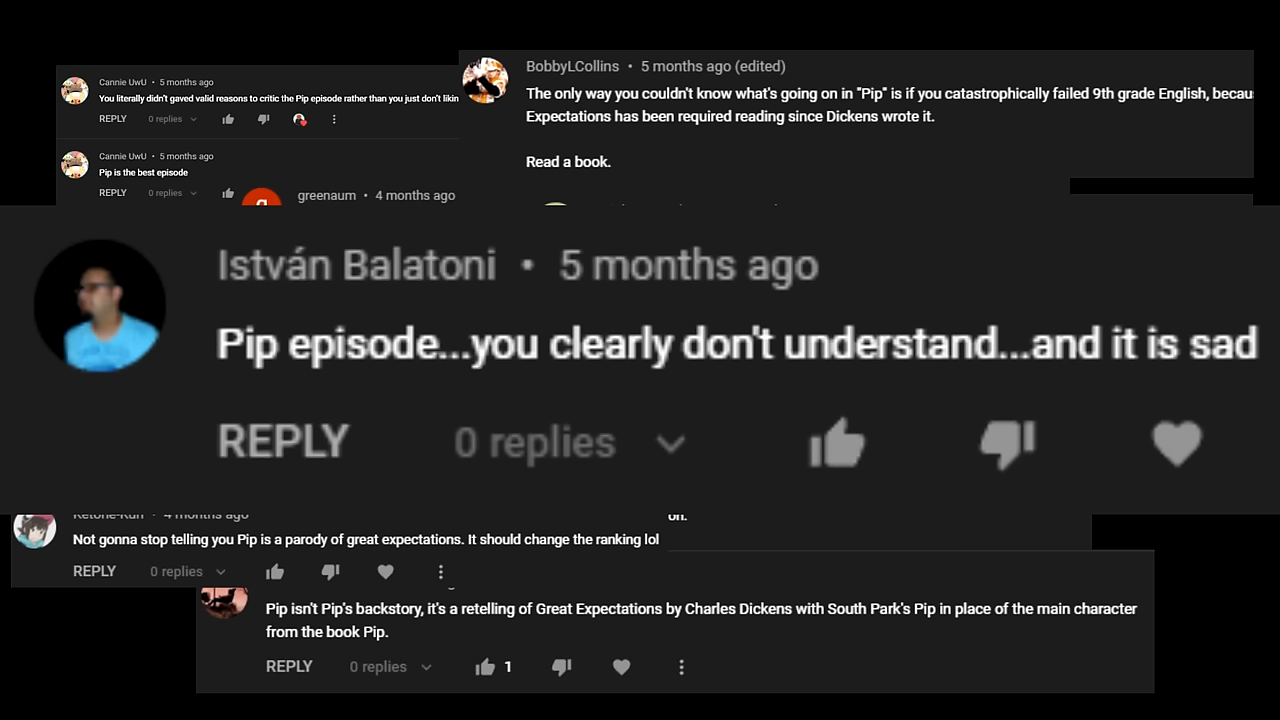 Cannie UwU • 5 months ago
You literally didn't gaved valid reasons to critic the Pip episode rather than you just don't likin
REPLY 0 replies
Cannie UwU • 5 months ago
Pip is the best episode
REPLY 0 replies
BobbyLCollins • 5 months ago (edited)
The only way you couldn't know what's going on in "Pip" is if you catastrophically failed 9th grade English, becau
Expectations has been required reading since Dickens wrote it.
Read a book.
greenaum • 4 months ago
István Balatoni • 5 months ago
Pip episode...you clearly don't understand...and it is sad
REPLY 0 replies
on.
4 months ago
Not gonna stop telling you Pip is a parody of great expectations. It should change the ranking lol
REPLY 0 replies
Pip isn't Pip's backstory, it's a retelling of Great Expectations by Charles Dickens with South Park's Pip in place of the main character
from the book Pip.
REPLY 0 replies 1